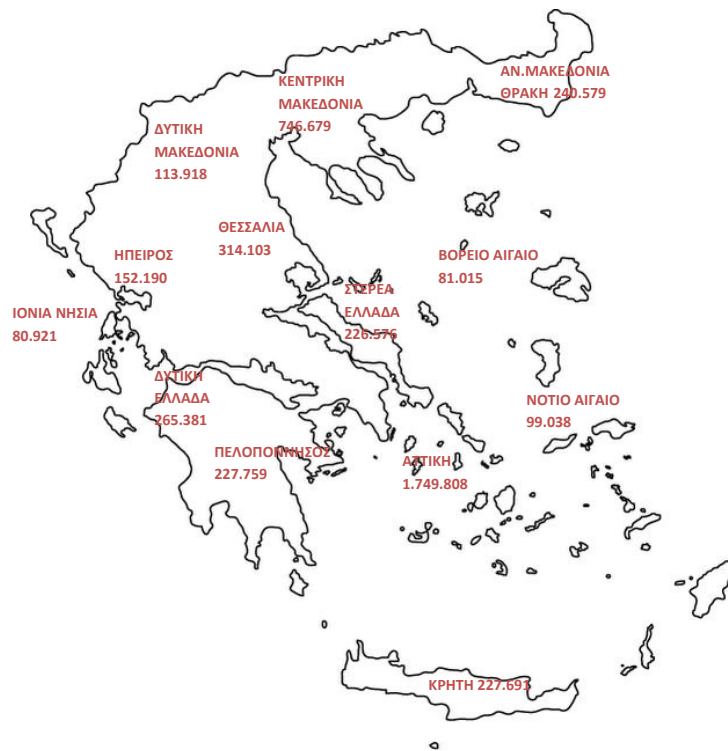 ΑΝ.ΜΑΚΕΔΟΝΙΑ
ΘΡΑΚΗ 240.579
ΚΕΝΤΡΙΚΗ
ΜΑΚΕΔΟΝΙΑ
746.679
ΔΥΤΙΚΗ
ΜΑΚΕΔΟΝΙΑ
113.918
ΘΕΣΣΑΛΙΑ
314.103
ΗΠΕΙΡΟΣ
152.190
ΒΟΡΕΙΟ ΑΙΓΑΙΟ
81.015
ΣΤΕΡΕΑ
ΕΛΛΑΔΑ
226.576
ΙΟΝΙΑ ΝΗΣΙΑ
80.921
ΔΥΤΙΚΗ
ΕΛΛΑΔΑ
265.381
ΝΟΤΙΟ ΑΙΓΑΙΟ
99.038
ΠΕΛΟΠΟΝΝΗΣΟΣ
227.759
ΑΤΤΙΚΗ
1.749.808
ΚΡΗΤΗ 227.691